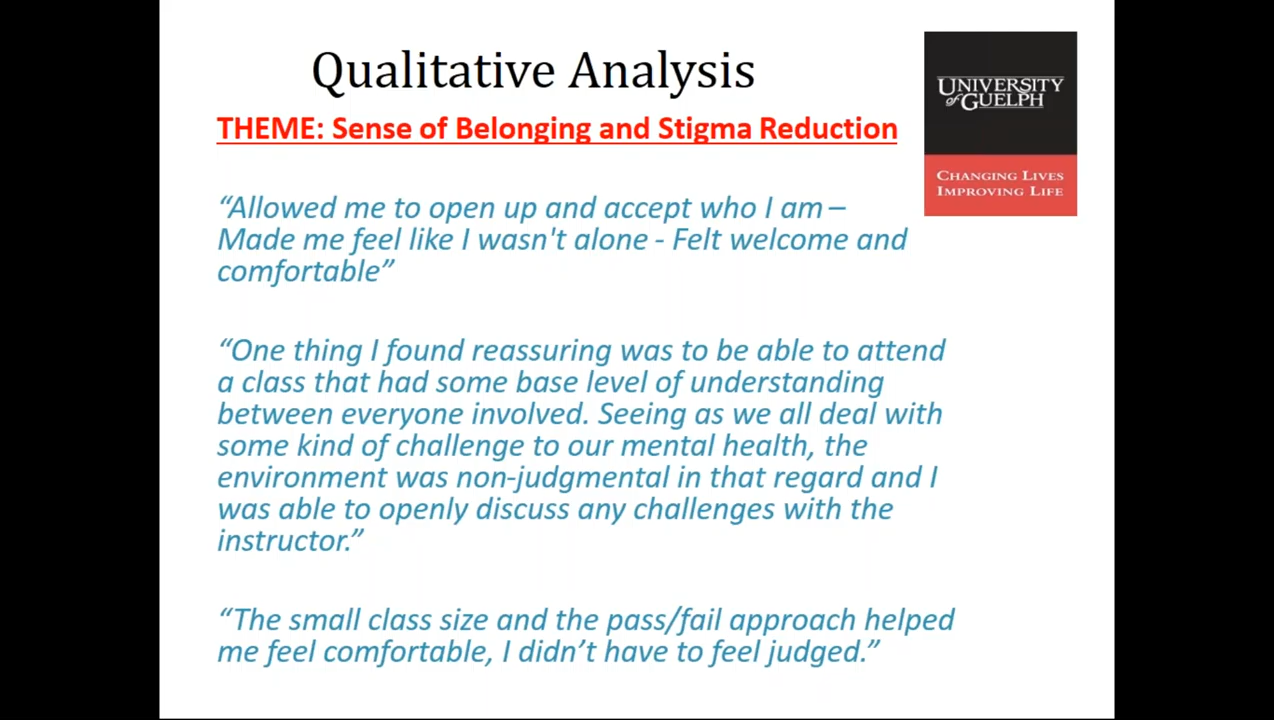 Qualitative Analysis
THEME: Sense of Belonging and Stigma Reduction
UNIVERSITY
of GUELPH
CHANGING LIVES
IMPROVING LIFE
“Allowed me to open up and accept who I am –
Made me feel like I wasn't alone - Felt welcome and
comfortable”
“One thing I found reassuring was to be able to attend
a class that had some base level of understanding
between everyone involved. Seeing as we all deal with
some kind of challenge to our mental health, the
environment was non-judgmental in that regard and I
was able to openly discuss any challenges with the
instructor.”
“The small class size and the pass/fail approach helped
me feel comfortable, I didn’t have to feel judged.”